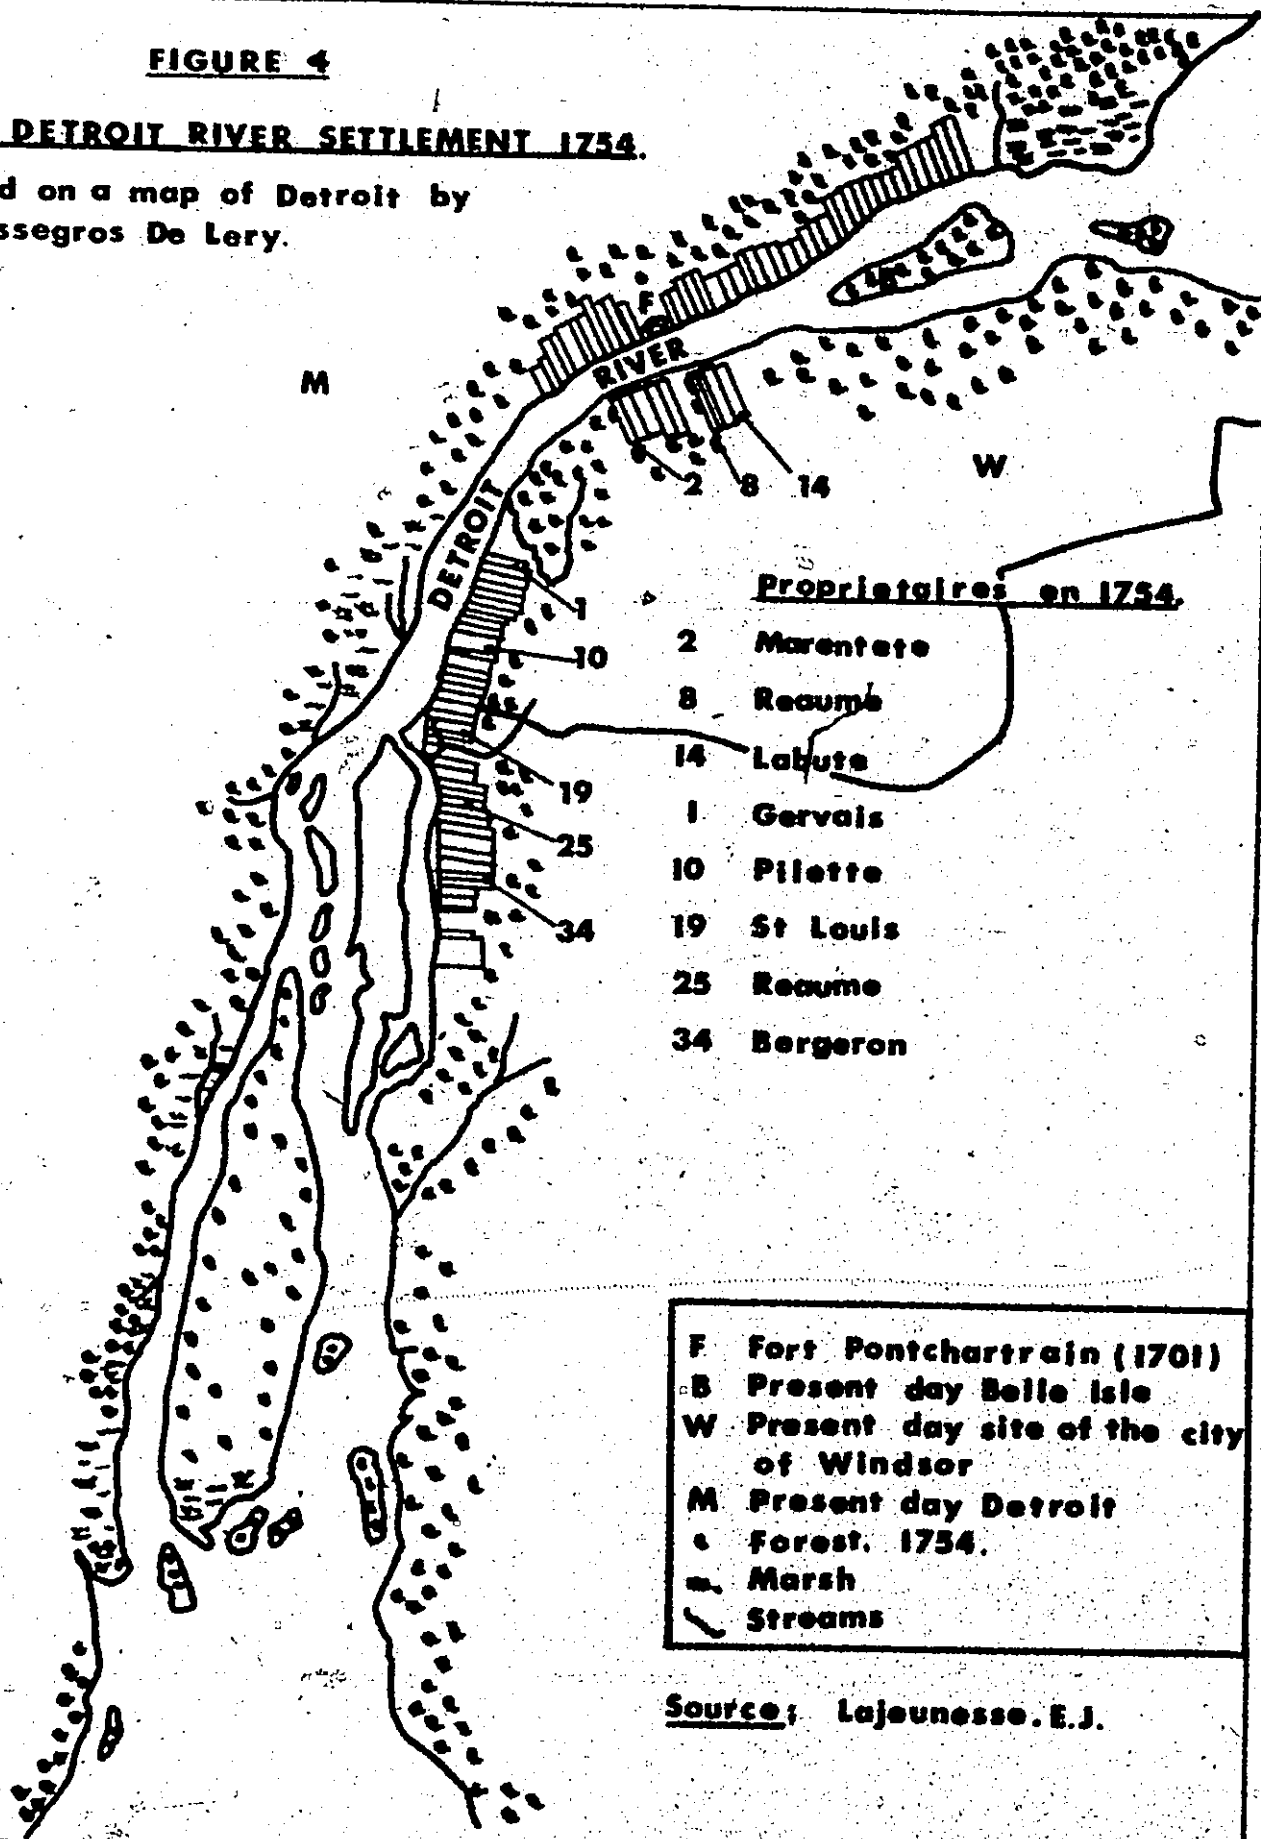 FIGURE 4
DETROIT RIVER SETTLEMENT 1754.
on a map of Detroit by
De Lery.
F
RIVER
M
B
W
2 8 14
DETROIT
1
10
19
25
34
Proprietaires en 1754.
2 Marentete
8 Reaume
14 Labute
1 Gervais
10 Pilette
19 St Louis
25 Reaume
34 Bergeron
F Fort Pontchartrain (1701)
B Present day Belle Isle
W Present day site of the city
of Windsor
M Present day Detroit
Forest. 1754.
Marsh
Streams
Source: Lajeunesse. E.J.